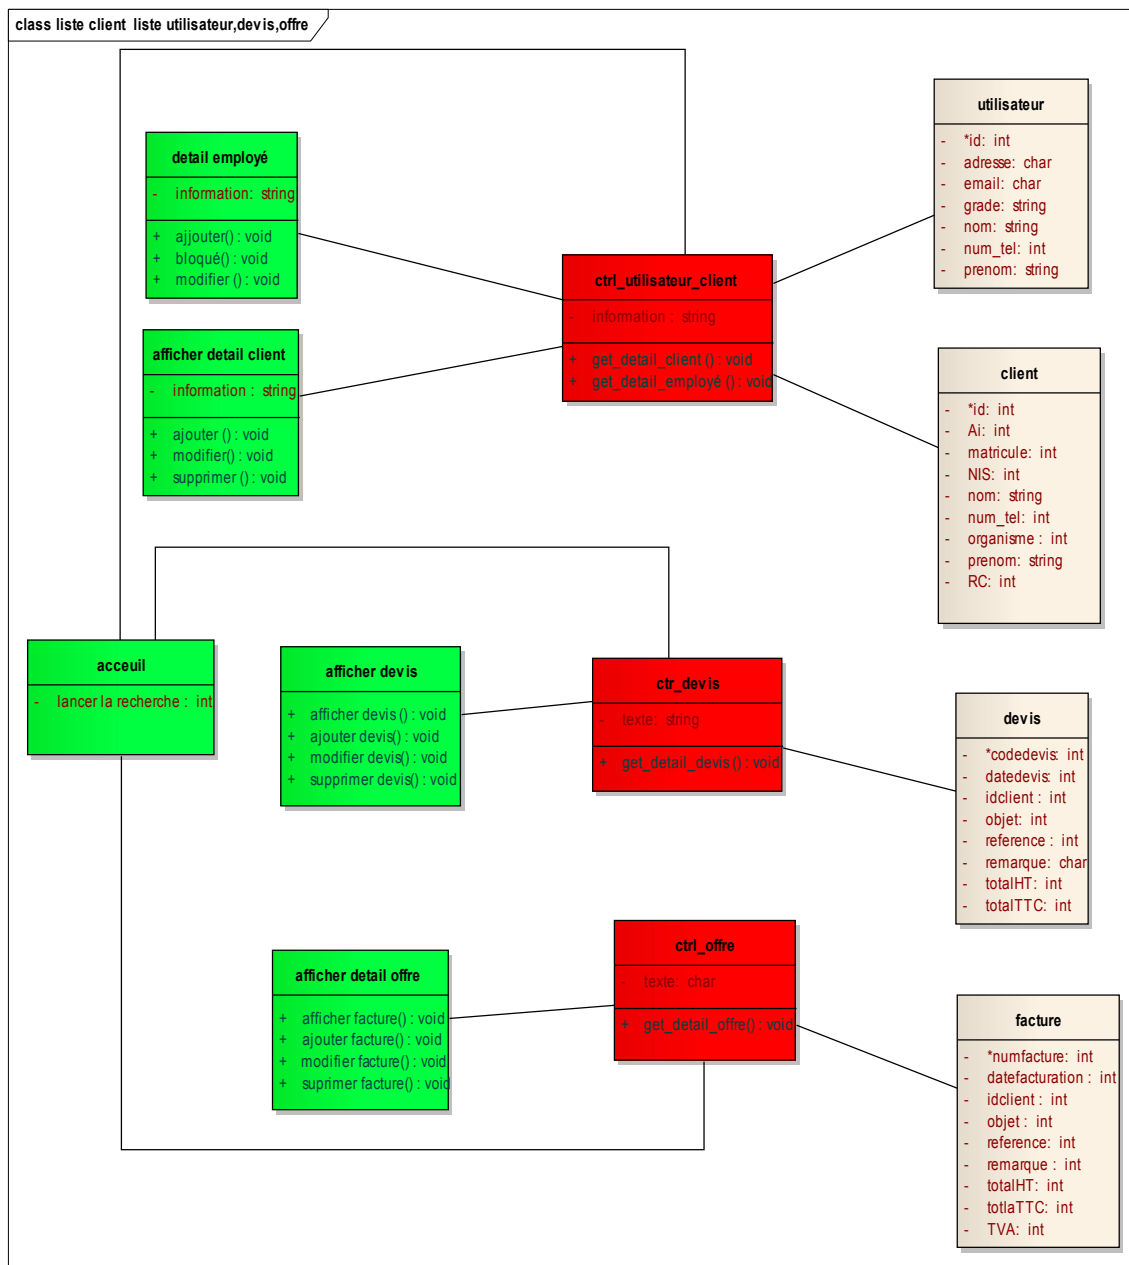 class liste client liste utilisateur,devis,offre
utilisateur
- *id: int
- adresse: char
- email: char
- grade: string
- nom: string
- num_tel: int
- prenom: string
detail employé
- information: string
+ ajjouter() : void
+ bloqué() : void
+ modifier () : void
ctrl_utilisateur_client
- information : string
+ get_detail_client () : void
+ get_detail_employé () : void
afficher detail client
- information : string
+ ajouter () : void
+ modifier() : void
+ supprimer () : void
client
- *id: int
- Ai: int
- matricule: int
- NIS: int
- nom: string
- num_tel: int
- organisme : int
- prenom: string
- RC: int
acceuil
- lancer la recherche : int
afficher devis
+ afficher devis () : void
+ ajouter devis() : void
+ modifier devis() : void
+ supprimer devis() : void
ctr_devis
- texte: string
+ get_detail_devis () : void
devis
- *codedevis: int
- datedevis: int
- idclient : int
- objet: int
- reference : int
- remarque: char
- totalHT: int
- totalTTC: int
afficher detail offre
+ afficher facture() : void
+ ajouter facture() : void
+ modifier facture() : void
+ suprimer facture() : void
ctrl_offre
- texte: char
+ get_detail_offre() : void
facture
- *numfacture: int
- datefacturation : int
- idclient : int
- objet : int
- reference: int
- remarque : int
- totalHT: int
- totlaTTC: int
- TVA: int